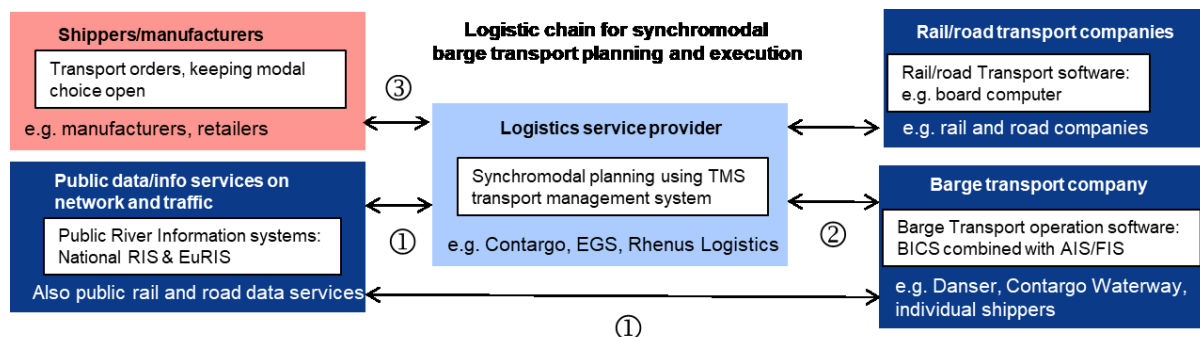 Logistic chain for synchromodal
barge transport planning and execution
Shippers/manufacturers
Transport orders, keeping modal
choice open
e.g. manufacturers, retailers
③
Public data/info services on
network and traffic
Public River Information systems:
National RIS & EuRIS
Also public rail and road data services
①
Logistics service provider
Synchromodal planning using TMS
transport management system
e.g. Contargo, EGS, Rhenus Logistics
②
①
Rail/road transport companies
Rail/road Transport software:
e.g. board computer
e.g. rail and road companies
Barge transport company
Barge Transport operation software:
BICS combined with AIS/FIS
e.g. Danser, Contargo Waterway,
individual shippers